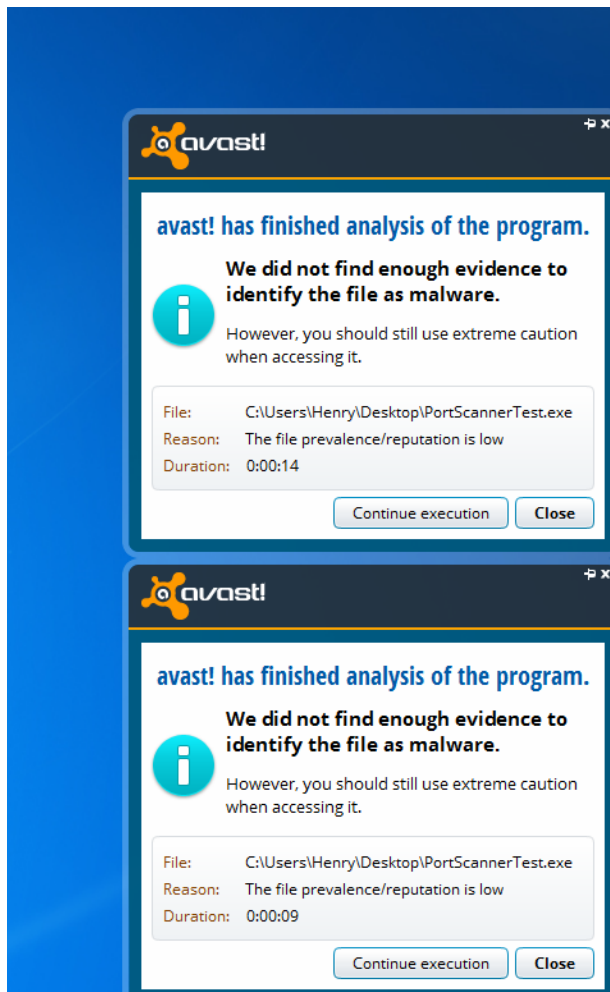 avast!
avast! has finished analysis of the program.
We did not find enough evidence to
identify the file as malware.
However, you should still use extreme caution
when accessing it.
File: C:\Users\Henry\Desktop\PortScannerTest.exe
Reason: The file prevalence/reputation is low
Duration: 0:00:14
Continue execution Close
avast!
avast! has finished analysis of the program.
We did not find enough evidence to
identify the file as malware.
However, you should still use extreme caution
when accessing it.
File: C:\Users\Henry\Desktop\PortScannerTest.exe
Reason: The file prevalence/reputation is low
Duration: 0:00:09
Continue execution Close